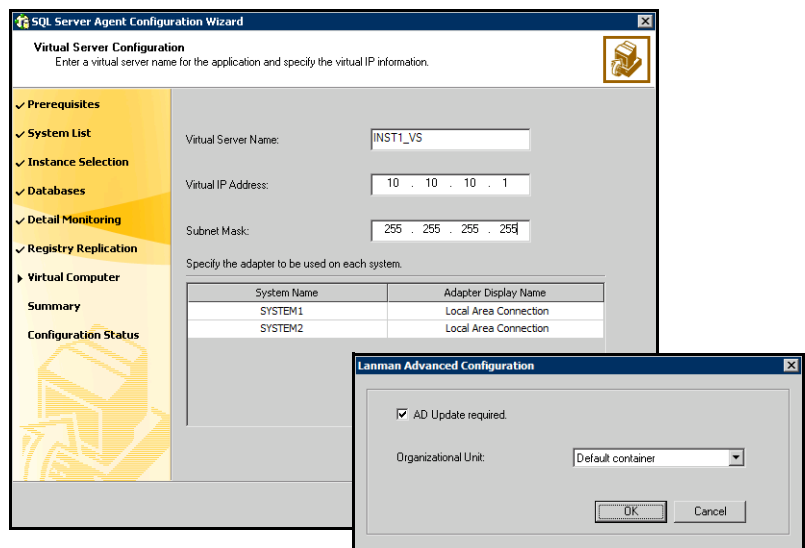 SQL Server Agent Configuration Wizard
Virtual Server Configuration
Enter a virtual server name for the application and specify the virtual IP information.
Prerequisites
System List
Instance Selection
Databases
Detail Monitoring
Registry Replication
Virtual Computer
Summary
Configuration Status
Virtual Server Name: INST1_VS
Virtual IP Address: 10 . 10 . 10 . 1
Subnet Mask: 255 . 255 . 255 . 255
Specify the adapter to be used on each system.
System Name Adapter Display Name
SYSTEM1 Local Area Connection
SYSTEM2 Local Area Connection
Lanman Advanced Configuration
AD Update required.
Organizational Unit: Default container
OK Cancel